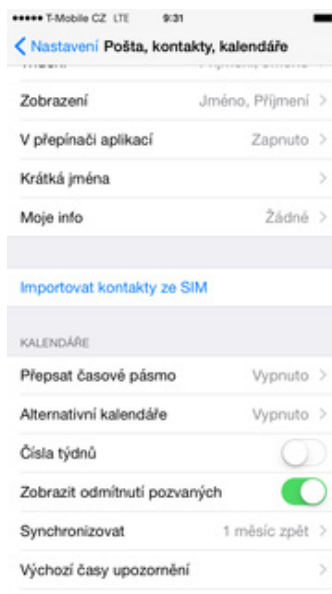 T-Mobile CZ LTE 9:31
Nastavení Pošta, kontakty, kalendáře
Zobrazení Jméno, Příjmení
V přepínači aplikací Zapnuto
Krátká jména
Moje info Žádné
Importovat kontakty ze SIM
KALENDÁŘE
Přepsat časové pásmo Vypnuto
Alternativní kalendáře Vypnuto
Čísla týdnů
Zobrazit odmítnutí pozvaných
Synchronizovat 1 měsíc zpět
Výchozí časy upozornění